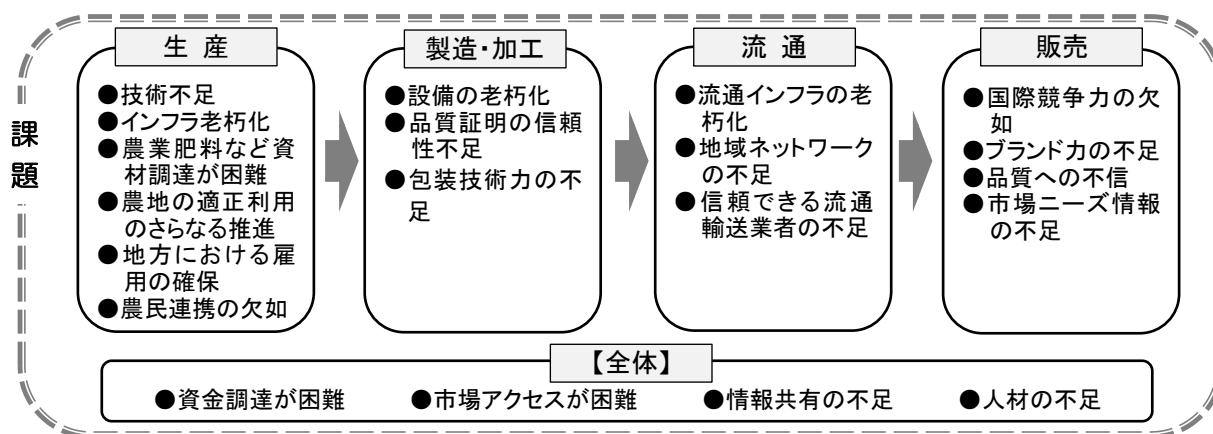 課
題
生 産
●技術不足
●インフラ老朽化
●農業肥料など資
材調達が困難
●農地の適正利用
のさらなる推進
●地方における雇
用の確保
●農民連携の欠如
製造・加工
●設備の老朽化
●品質証明の信頼
性不足
●包装技術力の不
足
流 通
●流通インフラの老
朽化
●地域ネットワーク
の不足
●信頼できる流通
輸送業者の不足
販売
●国際競争力の欠
如
●ブランド力の不足
●品質への不信
●市場ニーズ情報
の不足
【全体】
●資金調達が困難 ●市場アクセスが困難 ●情報共有の不足 ●人材の不足